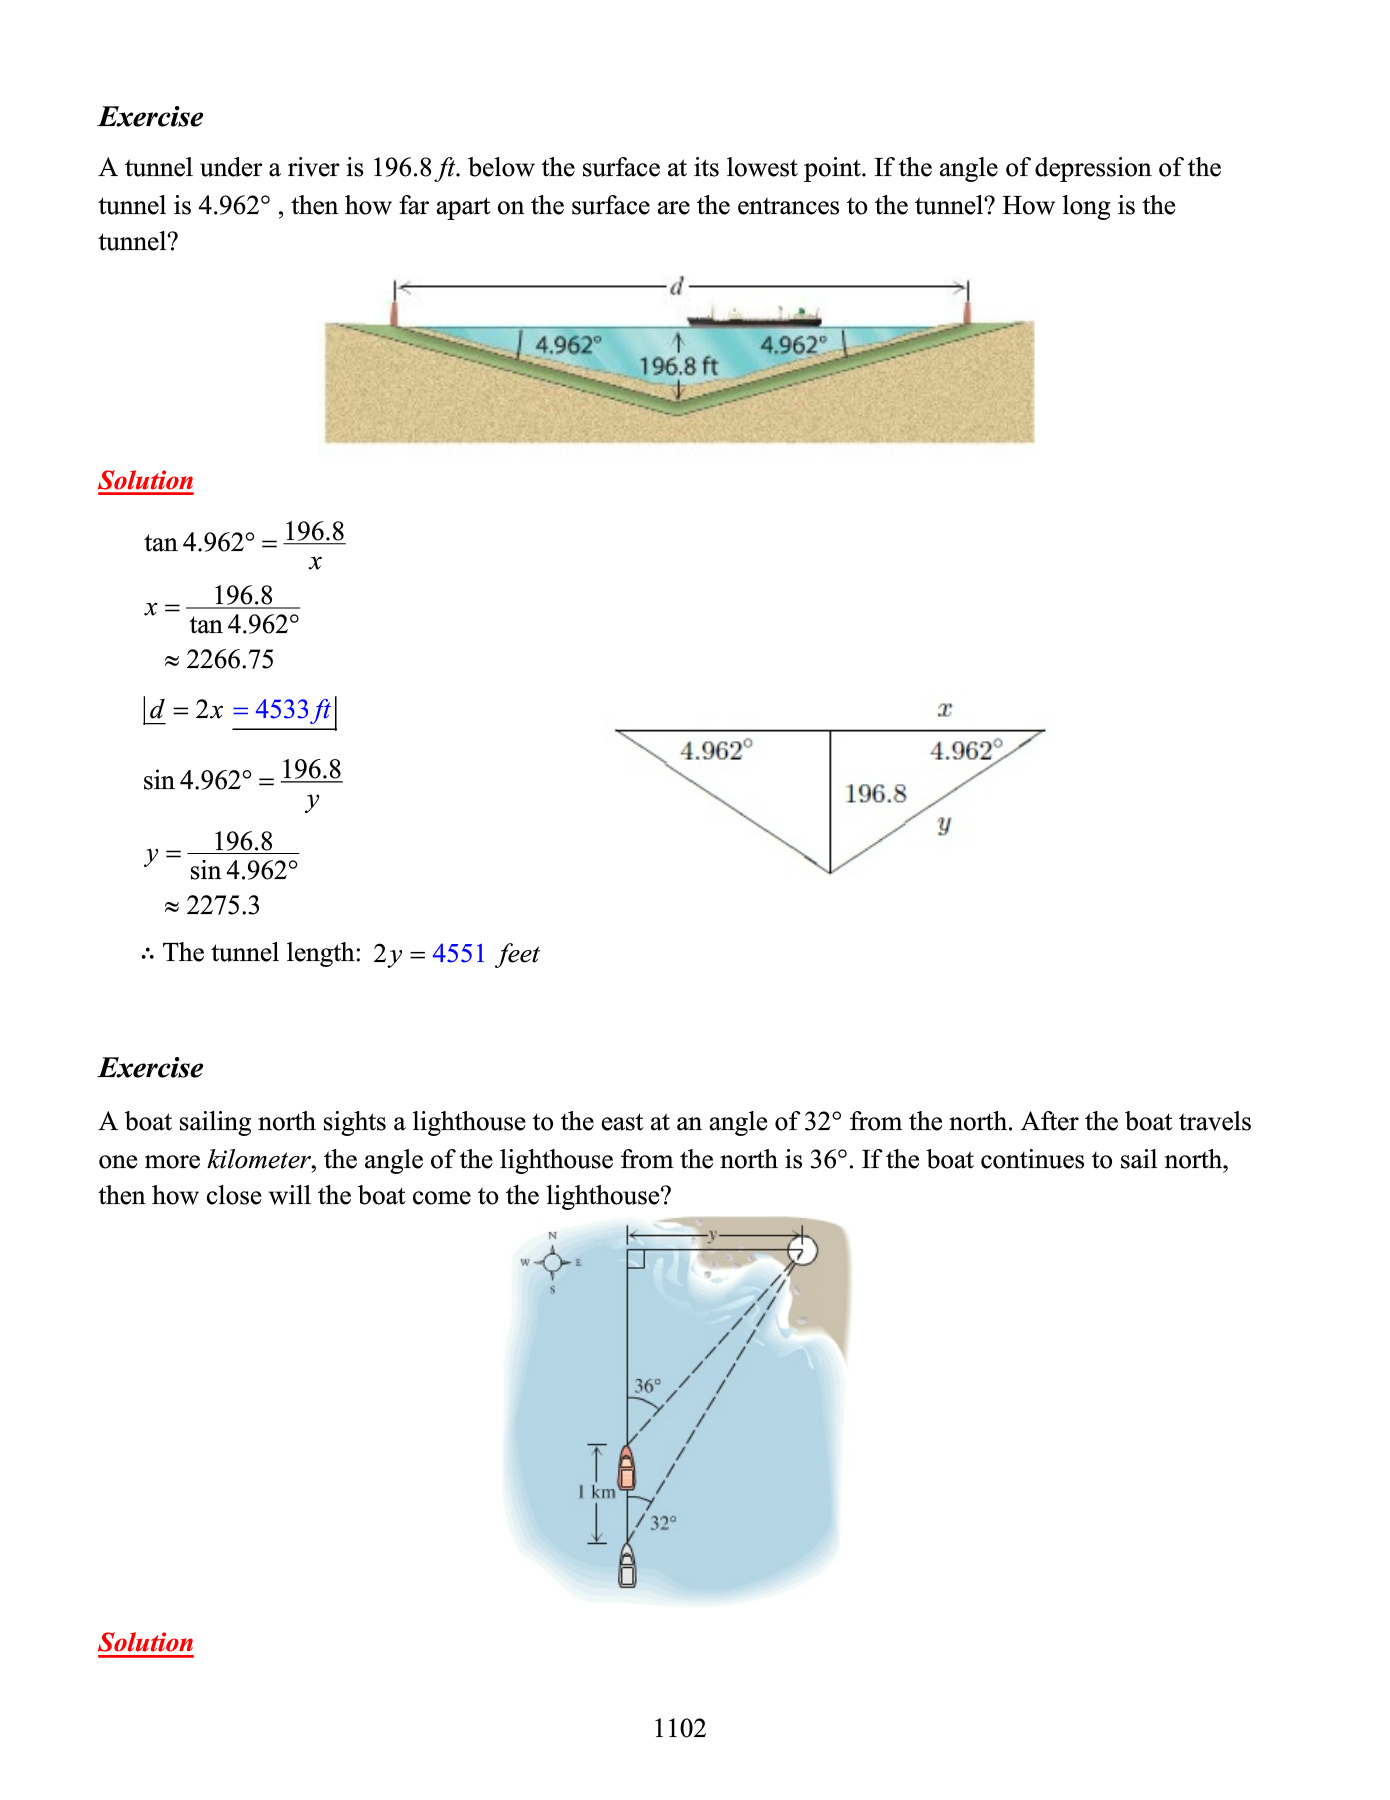 Exercise
A tunnel under a river is 196.8 ft. below the surface at its lowest point. If the angle of depression of the
tunnel is 4.962° , then how far apart on the surface are the entrances to the tunnel? How long is the
tunnel?
d
4.962°
4.962°
196.8 ft
Solution
tan 4.962° = 196.8 / x
x = 196.8 / tan 4.962°
≈ 2266.75
|d = 2x = 4533 ft|
x
4.962°
4.962°
196.8
y
sin 4.962° = 196.8 / y
y = 196.8 / sin 4.962°
≈ 2275.3
∴ The tunnel length: 2y = 4551 feet
Exercise
A boat sailing north sights a lighthouse to the east at an angle of 32° from the north. After the boat travels
one more kilometer, the angle of the lighthouse from the north is 36°. If the boat continues to sail north,
then how close will the boat come to the lighthouse?
N
W E
S
y
36°
1 km
32°
Solution
1102